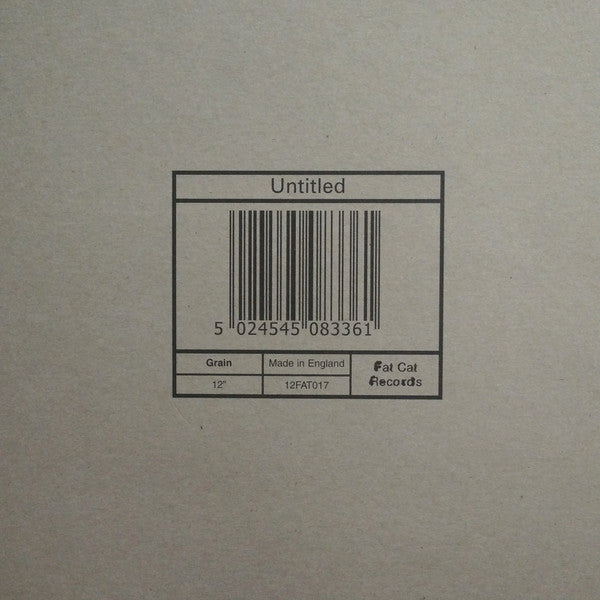 Untitled
5 024545 083361
Grain
Made in England
12"
12FAT017
Fat Cat
Records